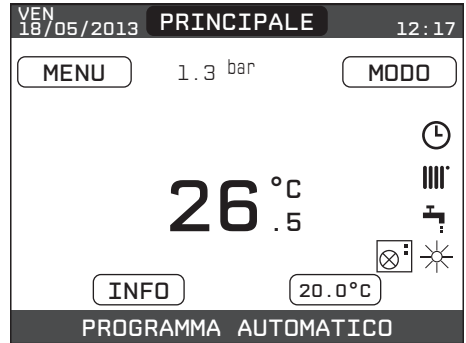 VEN
18/05/2013 PRINCIPALE 12:17
MENU 1.3 bar MODO
26.5 °C
INFO 20.0°C
PROGRAMMA AUTOMATICO